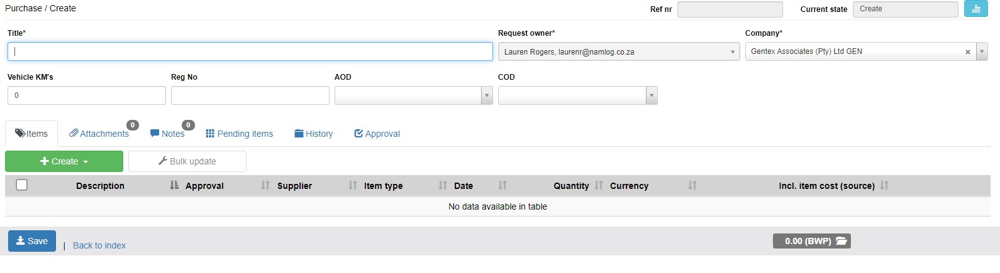 Purchase / Create
Ref nr
Current state Create
Title* Request owner* Company*
Lauren Rogers, laurenr@namlog.co.za Gentex Associates (Pty) Ltd GEN
Vehicle KM's Reg No AOD COD
0
Items Attachments 0 Notes 0 Pending items History Approval
Create Bulk update
Description Approval Supplier Item type Date Quantity Currency Incl. item cost (source)
No data available in table
Save | Back to index 0.00 (BWP)